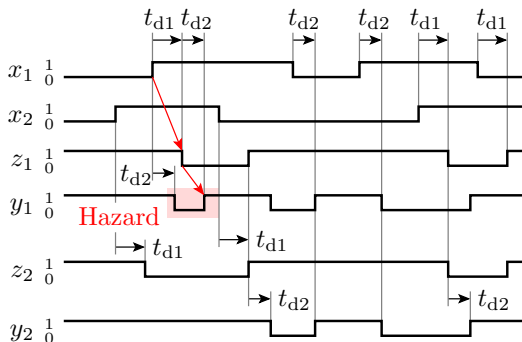 t_d1 t_d2 t_d2 t_d2 t_d1 t_d1
x_1 1 0
x_2 1 0
z_1 1 0
t_d2
y_1 1 0
Hazard
t_d1 t_d1
z_2 1 0
t_d2 t_d2
y_2 1 0